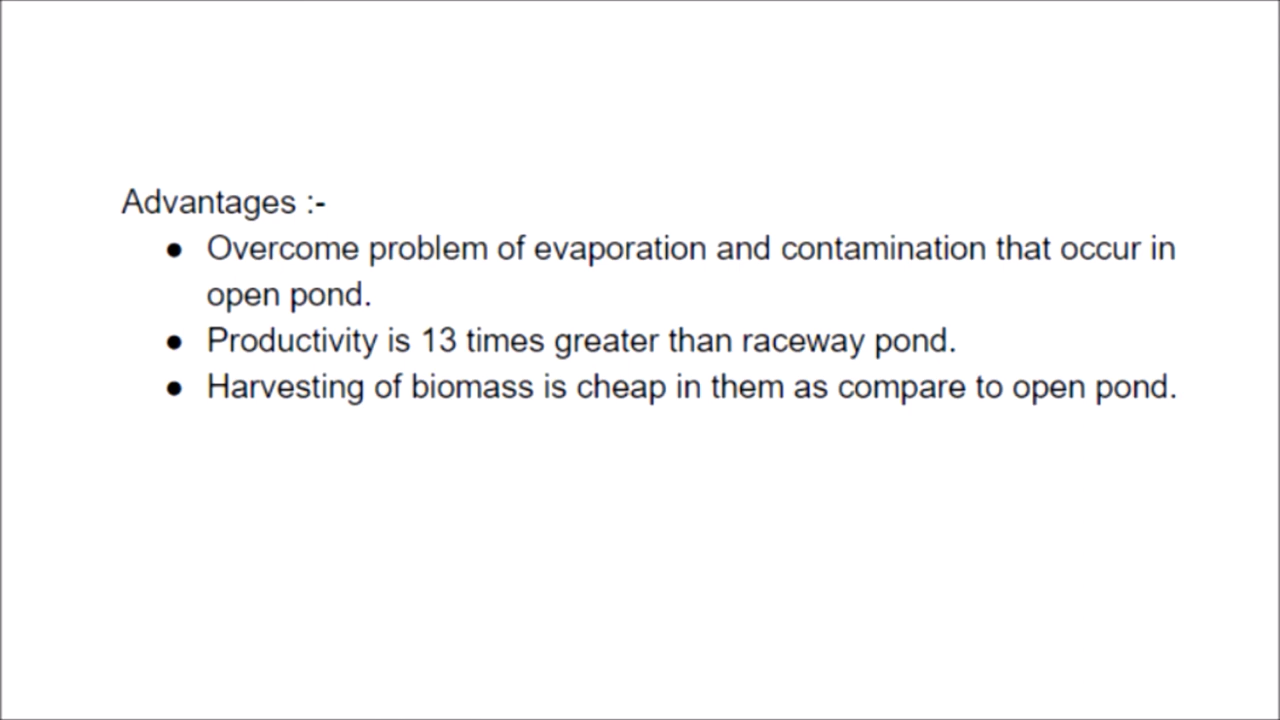 Advantages :-
● Overcome problem of evaporation and contamination that occur in
open pond.
● Productivity is 13 times greater than raceway pond.
● Harvesting of biomass is cheap in them as compare to open pond.